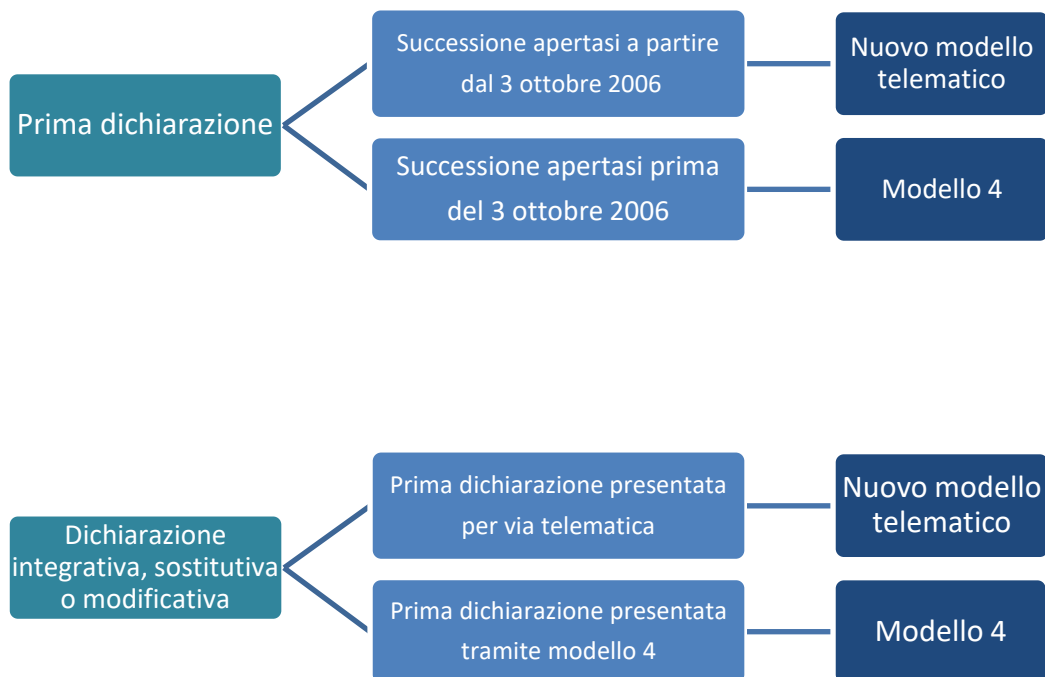 Prima dichiarazione
Successione apertasi a partire
dal 3 ottobre 2006
Nuovo modello
telematico
Successione apertasi prima
del 3 ottobre 2006
Modello 4
Dichiarazione
integrativa, sostitutiva
o modificativa
Prima dichiarazione presentata
per via telematica
Nuovo modello
telematico
Prima dichiarazione presentata
tramite modello 4
Modello 4